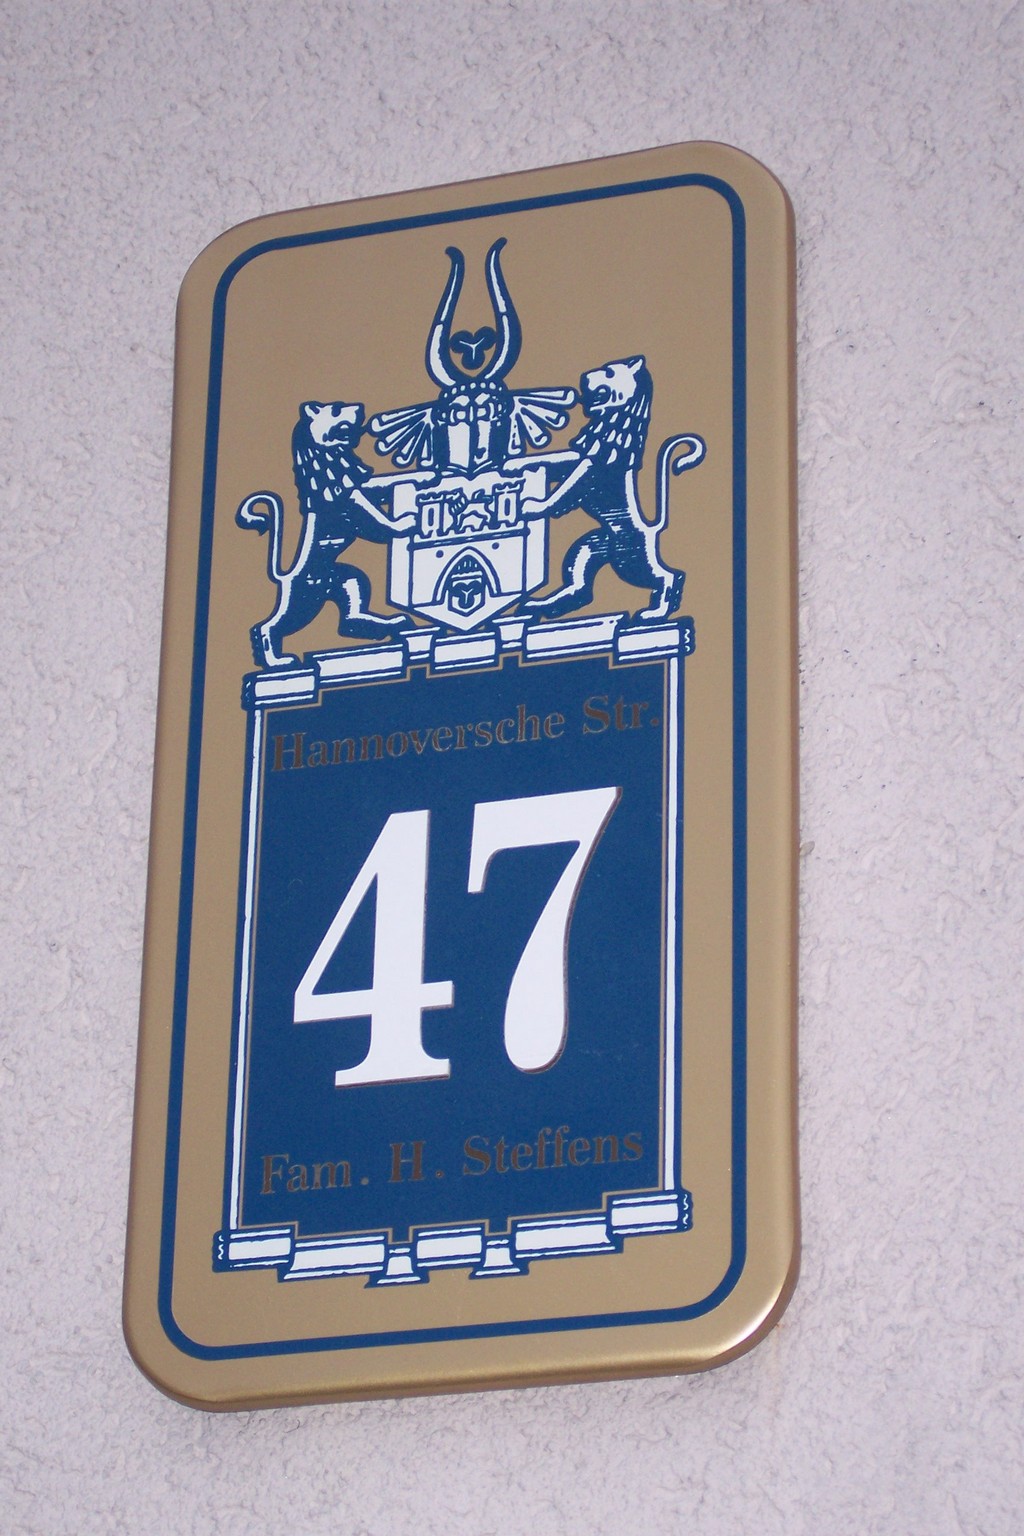 Hannoversche Str.
47
Fam. H. Steffens